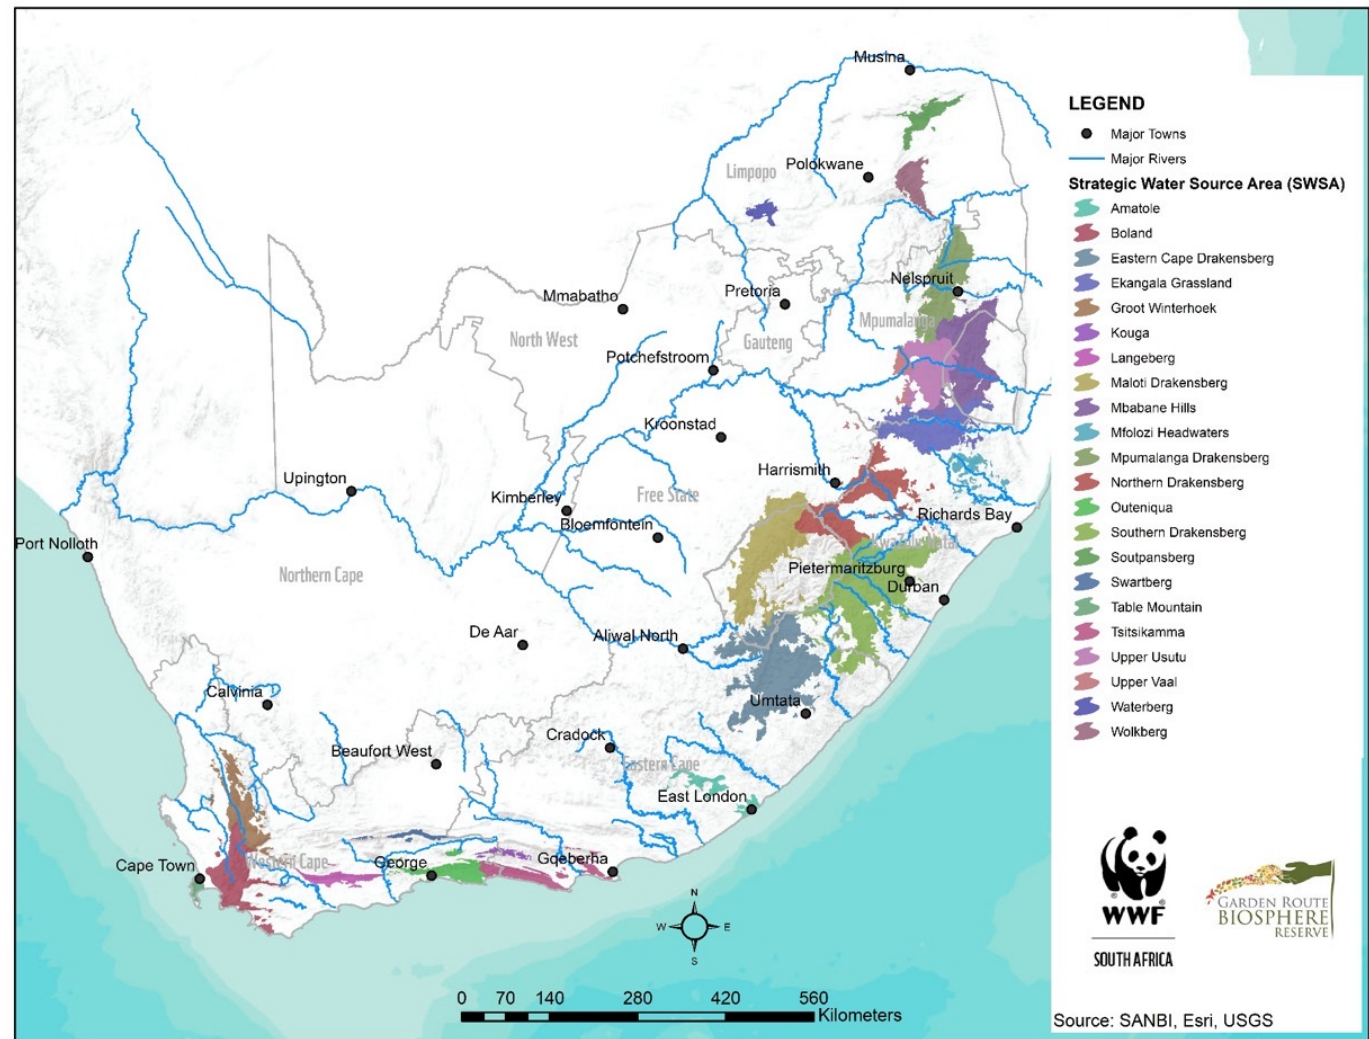 Musina
Limpopo
Polokwane
Nelspruit
Mmabatho
Pretoria
Mpumalanga
North West
Gauteng
Potchefstroom
Kroonstad
Harrismith
Upington
Kimberley
Free State
Bloemfontein
Richards Bay
KwaZulu Natal
Port Nolloth
Northern Cape
Pietermaritzburg
Durban
De Aar
Aliwal North
Calvinia
Umtata
Cradock
Beaufort West
Eastern Cape
East London
Cape Town
Western Cape
George
Gqeberha
N
W
E
S
0 70 140 280 420 560
Kilometers
LEGEND
Major Towns
Major Rivers
Strategic Water Source Area (SWSA)
Amatole
Boland
Eastern Cape Drakensberg
Ekangala Grassland
Groot Winterhoek
Kouga
Langeberg
Maloti Drakensberg
Mbabane Hills
Mfolozi Headwaters
Mpumalanga Drakensberg
Northern Drakensberg
Outeniqua
Southern Drakensberg
Soutpansberg
Swartberg
Table Mountain
Tsitsikamma
Upper Usutu
Upper Vaal
Waterberg
Wolkberg
WWF
SOUTH AFRICA
GARDEN ROUTE
BIOSPHERE
RESERVE
Source: SANBI, Esri, USGS